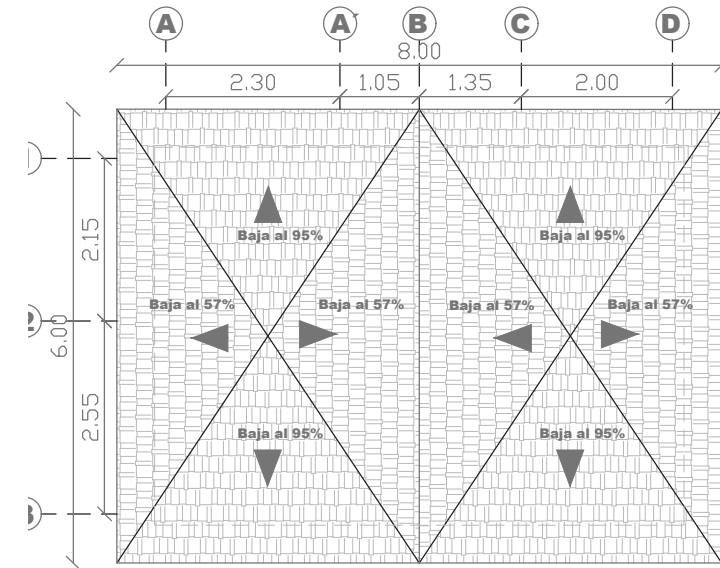 A A´ B C D
8.00
2.30 1.05 1.35 2.00
Baja al 95% Baja al 95%
2.15
Baja al 57% Baja al 57% Baja al 57% Baja al 57%
2
6.00
2.55
Baja al 95% Baja al 95%
3